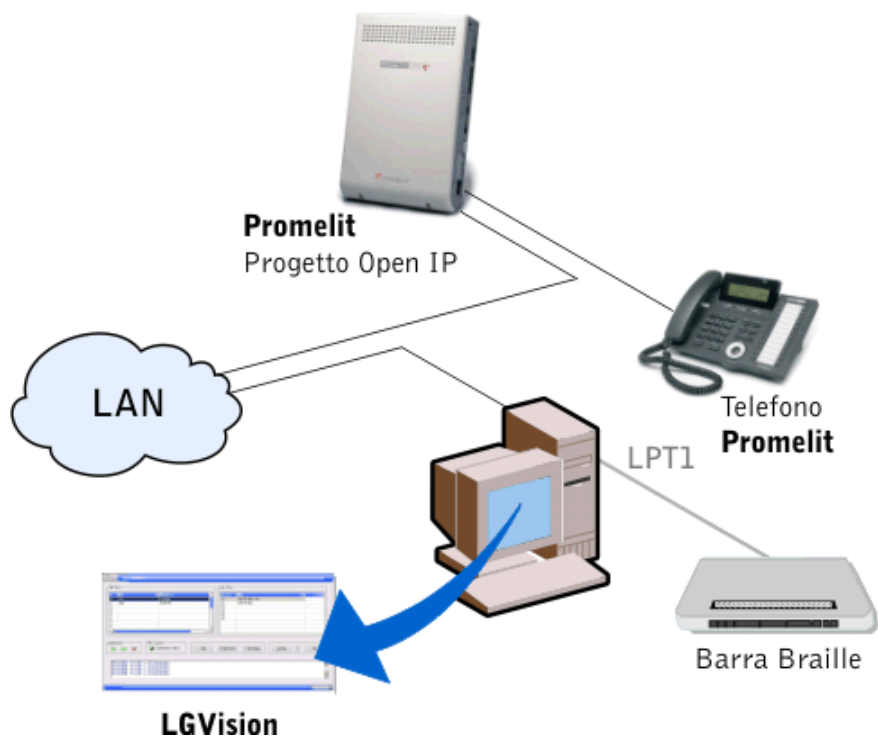 Promelit
Progetto Open IP
LAN
Telefono
Promelit
LPT1
Barra Braille
LGVision